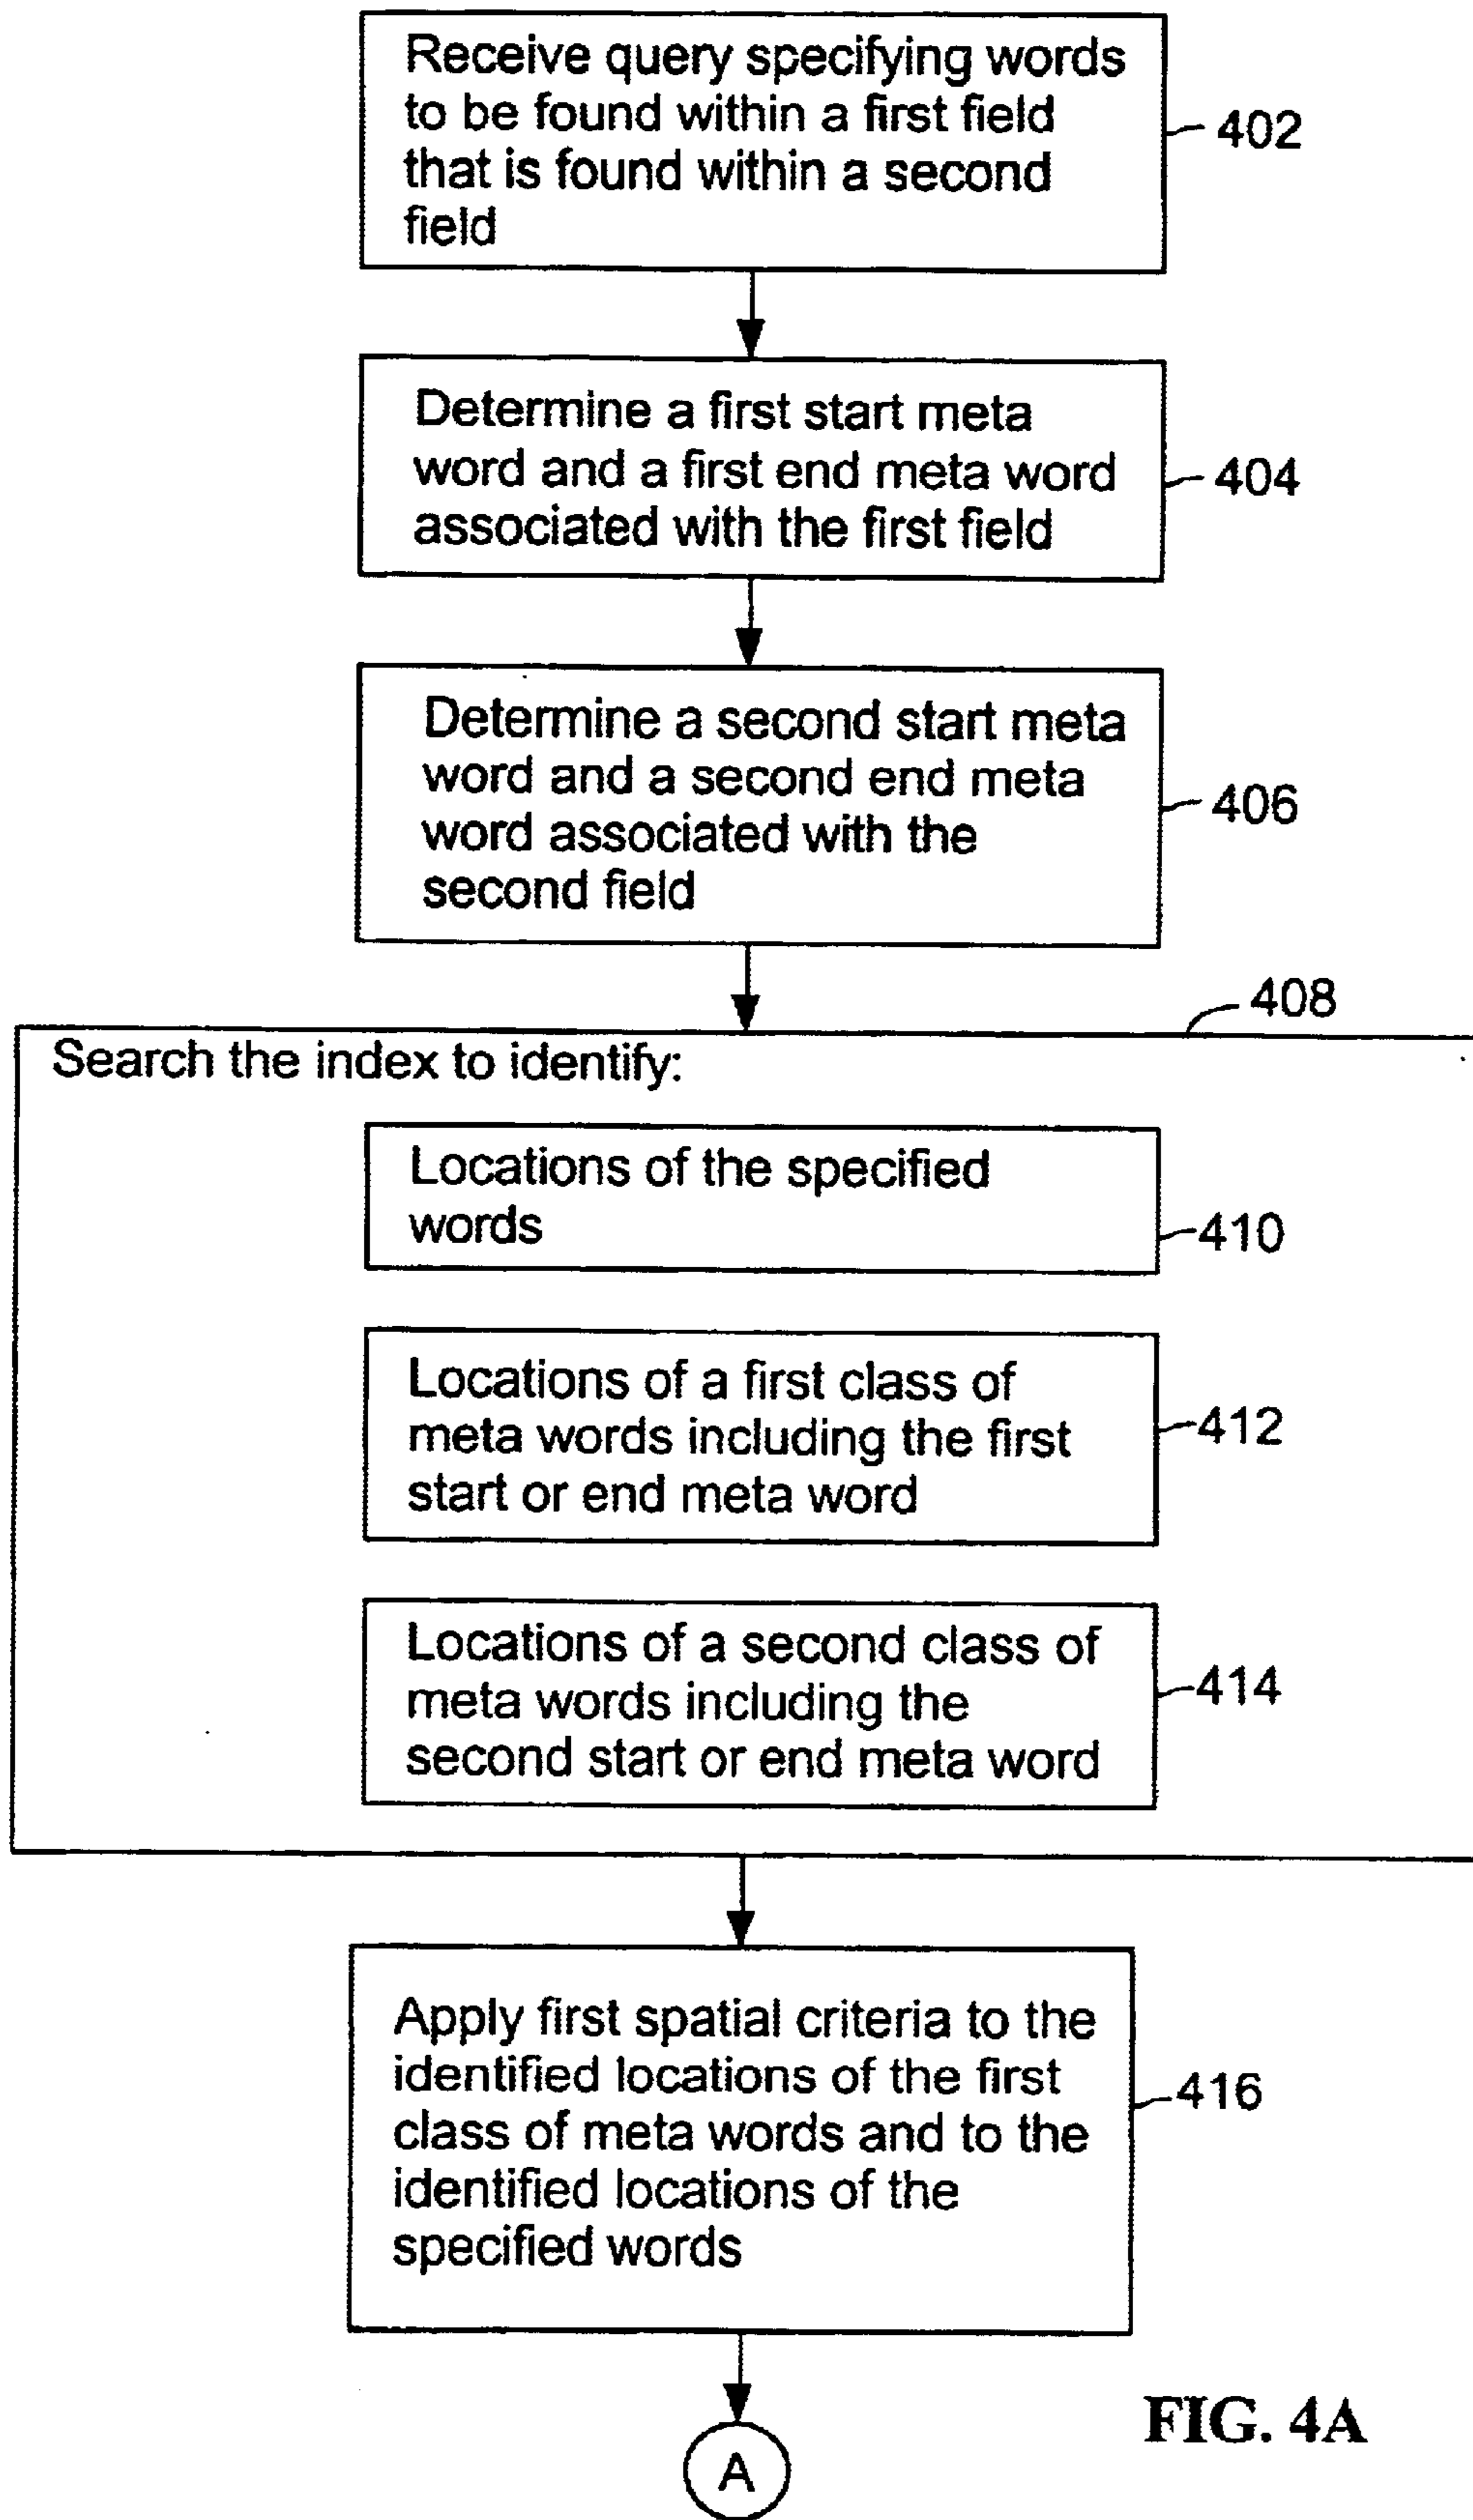 Receive query specifying words
to be found within a first field
that is found within a second
field
402
Determine a first start meta
word and a first end meta word
associated with the first field
404
Determine a second start meta
word and a second end meta
word associated with the
second field
406
408
Search the index to identify:
Locations of the specified
words
410
Locations of a first class of
meta words including the first
start or end meta word
412
Locations of a second class of
meta words including the
second start or end meta word
414
Apply first spatial criteria to the
identified locations of the first
class of meta words and to the
identified locations of the
specified words
416
FIG. 4A
A